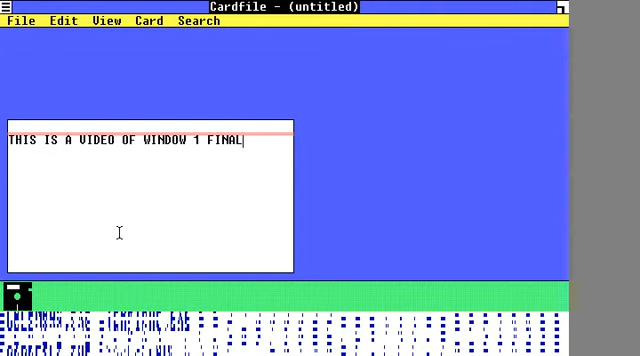 Cardfile - (untitled)
File Edit View Card Search
THIS IS A VIDEO OF WINDOW 1 FINAL